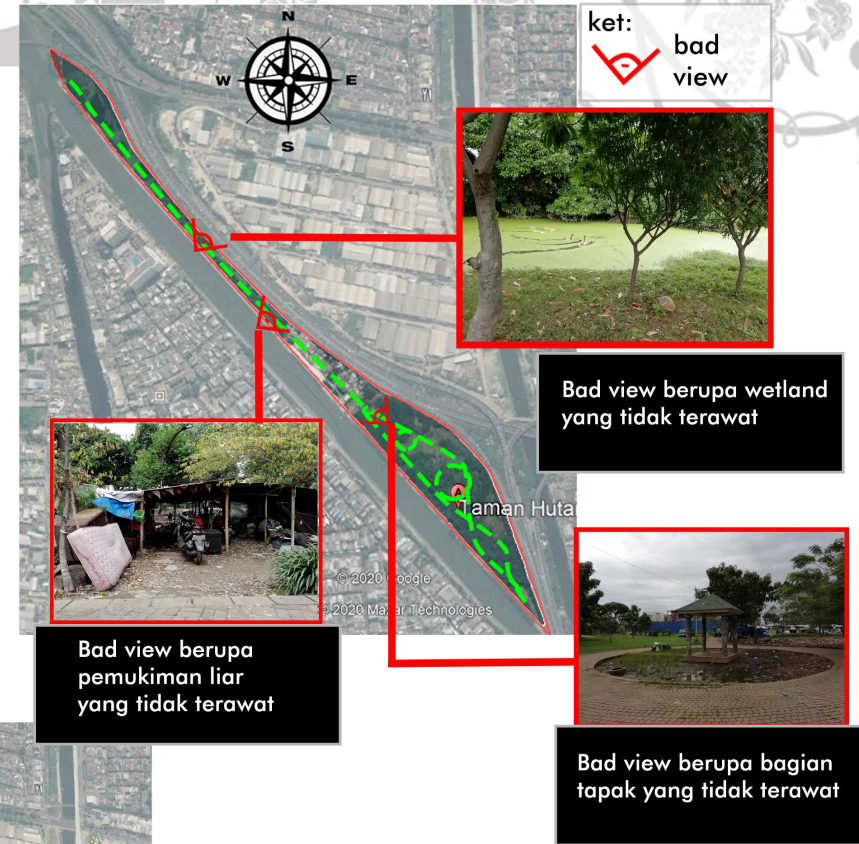 N
W
E
S
ket:
bad
view
Bad view berupa wetland
yang tidak terawat
A
Taman Hutan
© 2020 Google
© 2020 Maxar Technologies
Bad view berupa
pemukiman liar
yang tidak terawat
Bad view berupa bagian
tapak yang tidak terawat